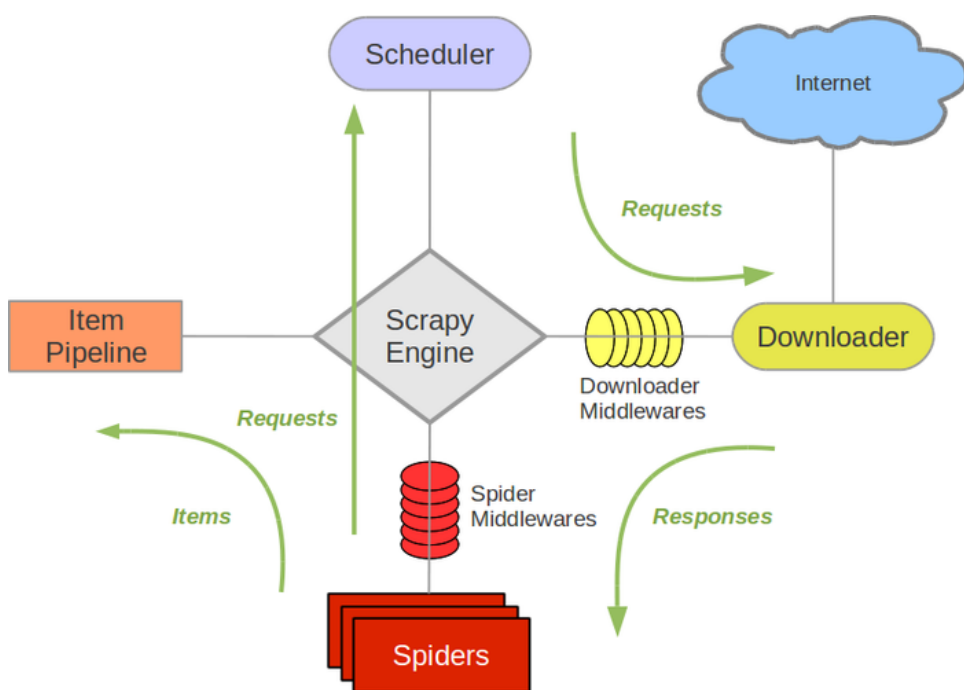 Scheduler
Internet
Requests
Item
Pipeline
Scrapy
Engine
Downloader
Downloader
Middlewares
Requests
Items
Spider
Middlewares
Responses
Spiders